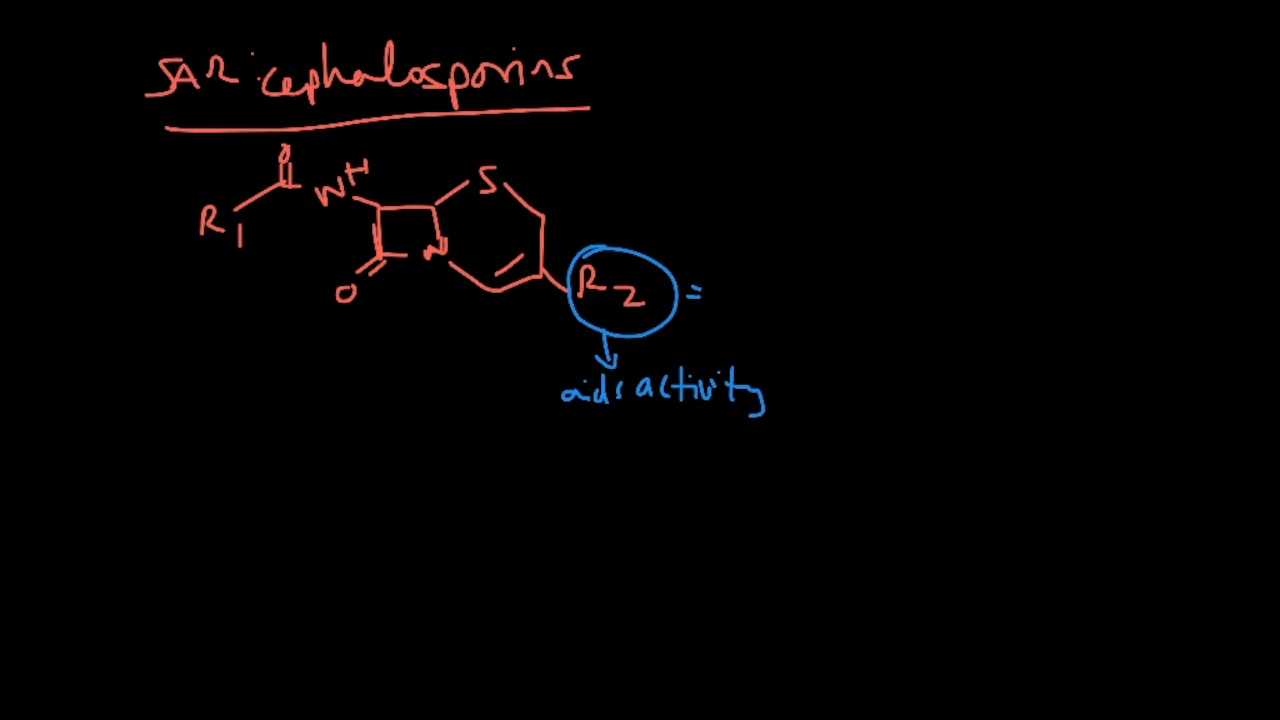 SAR cephalosporins
O
NH
S
R1
N
O
R2 =
aids activity